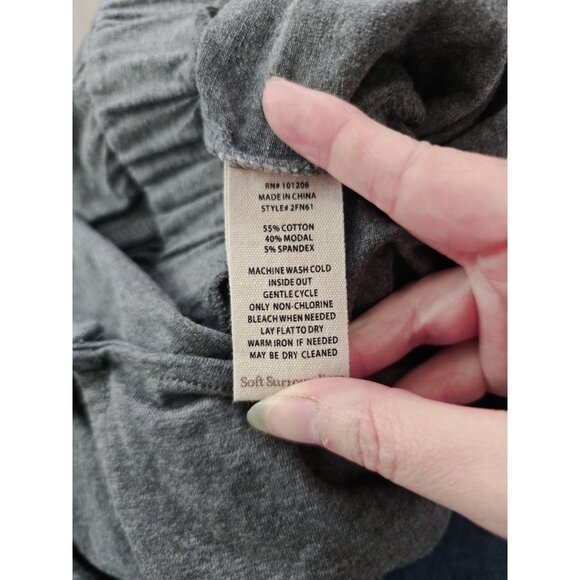 RN# 101206
MADE IN CHINA
STYLE# 2FN61
55% COTTON
40% MODAL
5% SPANDEX
MACHINE WASH COLD
INSIDE OUT
GENTLE CYCLE
ONLY NON-CHLORINE
BLEACH WHEN NEEDED
LAY FLAT TO DRY
WARM IRON IF NEEDED
MAY BE DRY CLEANED
Soft